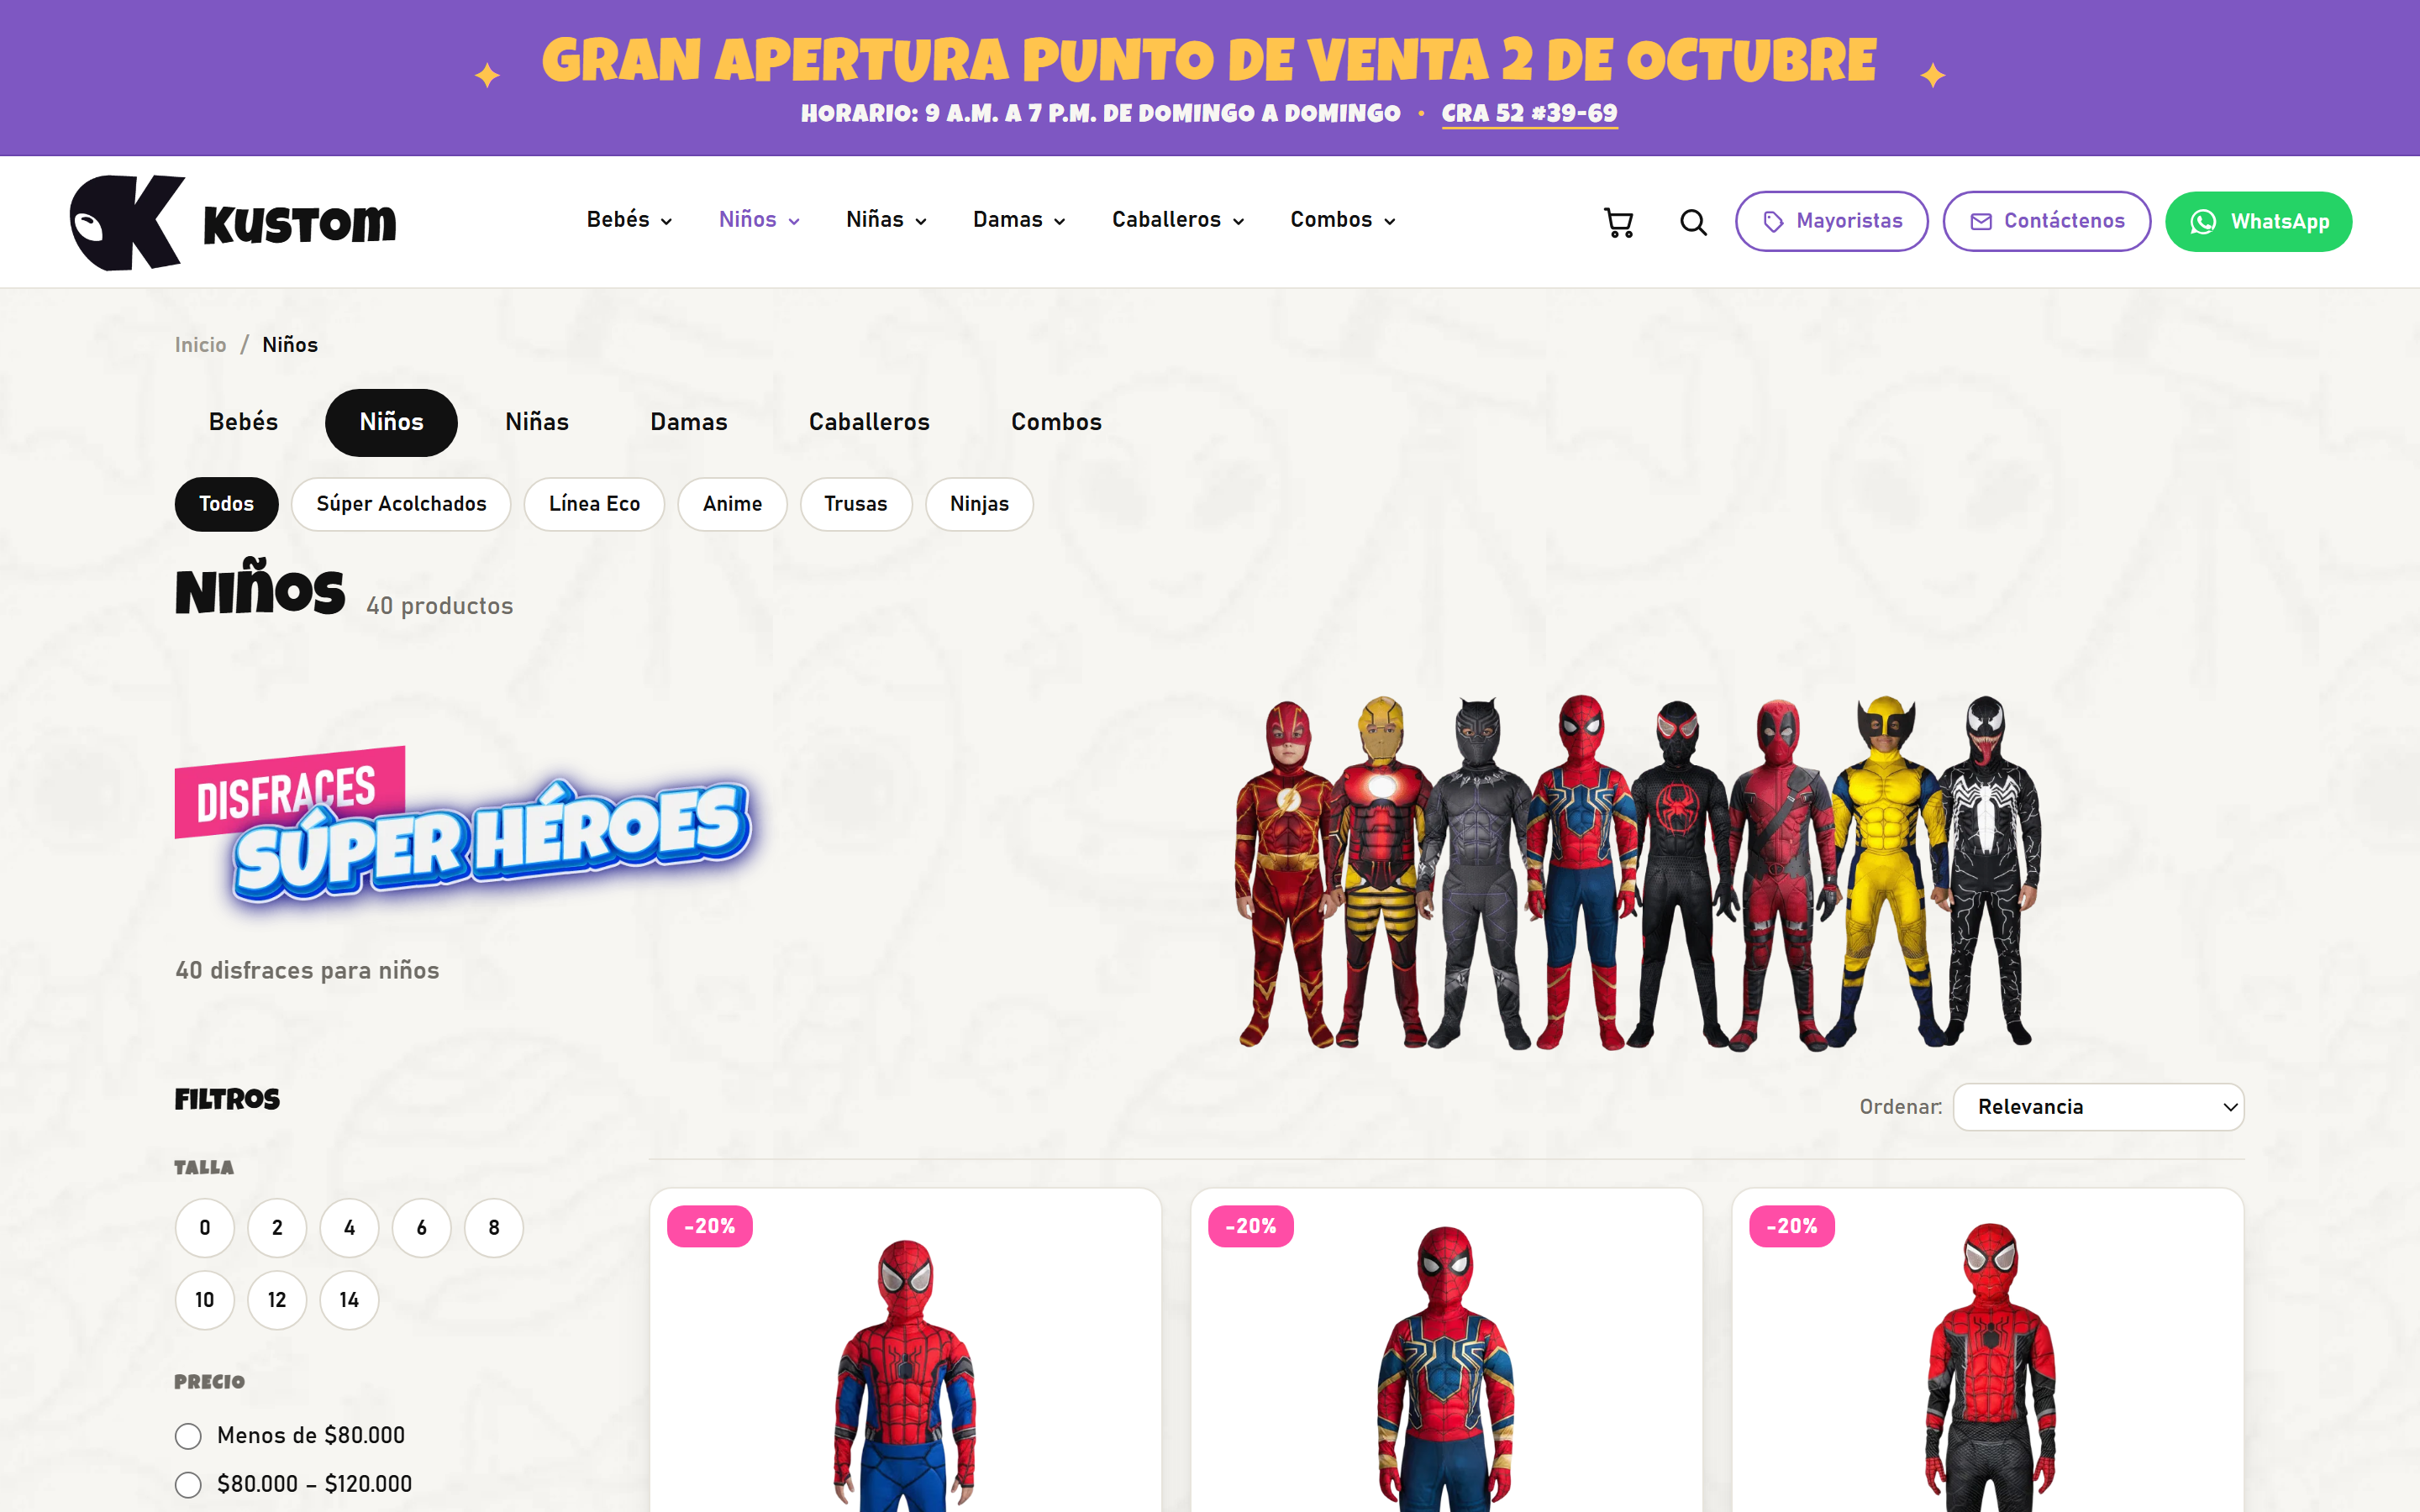 GRAN APERTURA PUNTO DE VENTA 2 DE OCTUBRE
HORARIO: 9 A.M. A 7 P.M. DE DOMINGO A DOMINGO • CRA 52 #39-69
K KUSTOM
Bebés Niños Niñas Damas Caballeros Combos
Mayoristas Contáctenos WhatsApp
Inicio / Niños
Bebés Niños Niñas Damas Caballeros Combos
Todos Súper Acolchados Línea Eco Anime Trusas Ninjas
Niños 40 productos
DISFRACES
SÚPER HÉROES
40 disfraces para niños
FILTROS
Ordenar: Relevancia
TALLA
0 2 4 6 8
10 12 14
PRECIO
Menos de $80.000
$80.000 – $120.000
-20% -20% -20%